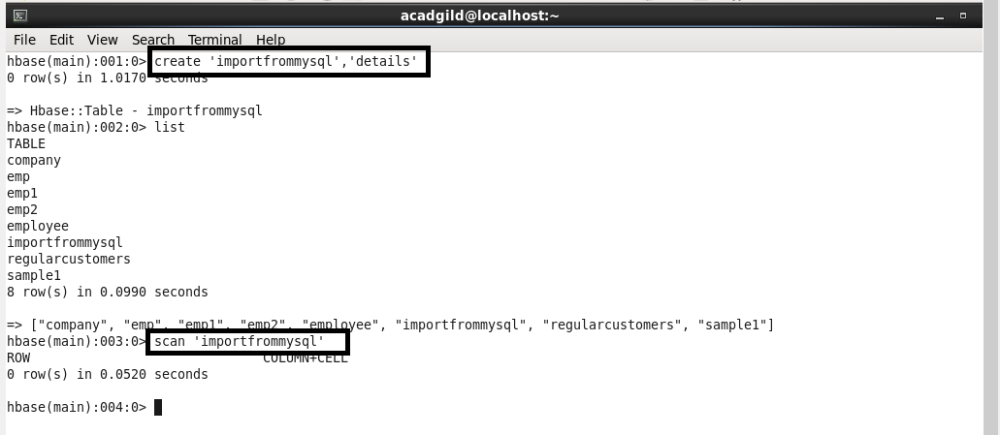 acadgild@localhost:~
File Edit View Search Terminal Help
hbase(main):001:0> create 'importfrommysql','details'
0 row(s) in 1.0170 seconds
=> Hbase::Table - importfrommysql
hbase(main):002:0> list
TABLE
company
emp
emp1
emp2
employee
importfrommysql
regularcustomers
sample1
8 row(s) in 0.0990 seconds
=> ["company", "emp", "emp1", "emp2", "employee", "importfrommysql", "regularcustomers", "sample1"]
hbase(main):003:0> scan 'importfrommysql'
ROW COLUMN+CELL
0 row(s) in 0.0520 seconds
hbase(main):004:0>